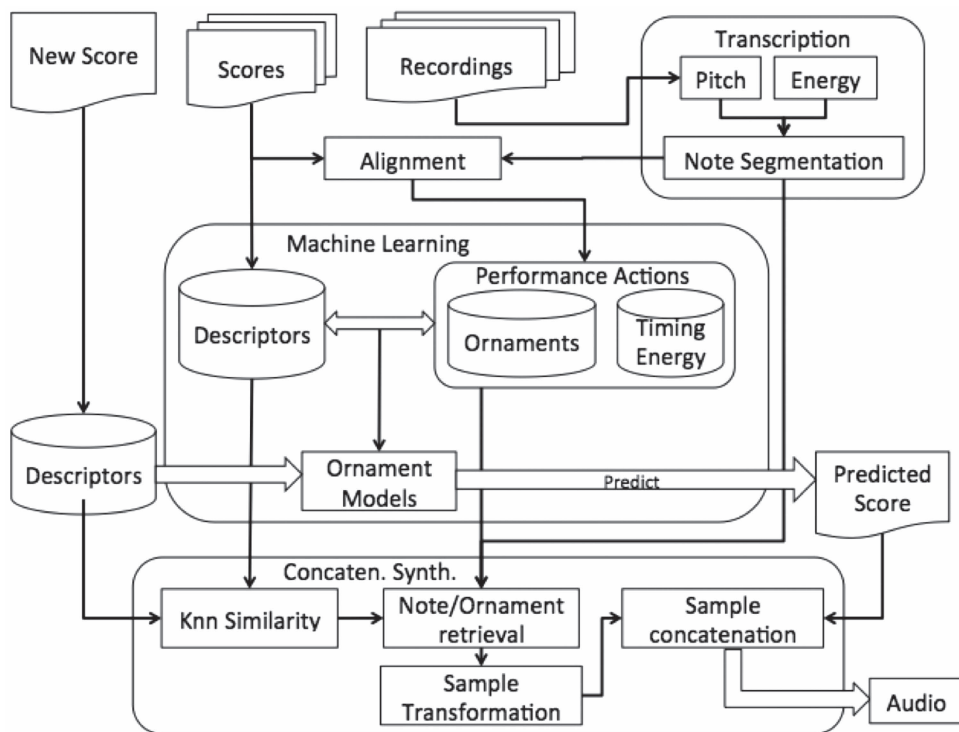 New Score
Scores
Recordings
Transcription
Pitch
Energy
Alignment
Note Segmentation
Machine Learning
Performance Actions
Descriptors
Ornaments
Timing
Energy
Descriptors
Ornament
Models
Predict
Predicted
Score
Concaten. Synth.
Knn Similarity
Note/Ornament
retrieval
Sample
concatenation
Sample
Transformation
Audio